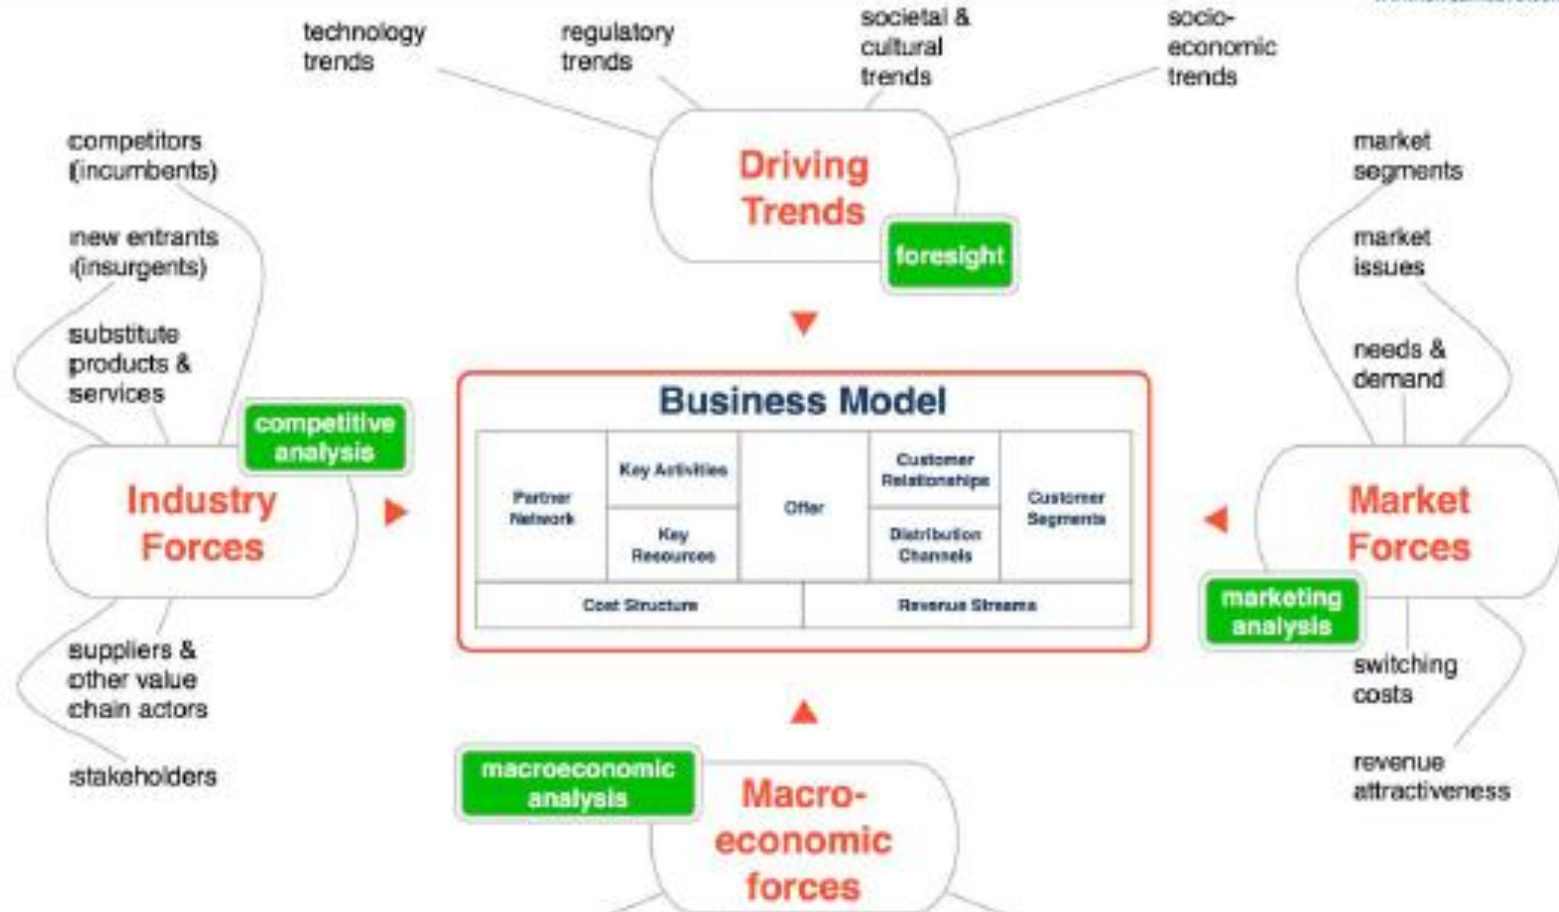 technology
trends
regulatory
trends
societal &
cultural
trends
socio-
economic
trends
Driving
Trends
foresight
competitors
(incumbents)
new entrants
(insurgents)
substitute
products &
services
competitive
analysis
Industry
Forces
suppliers &
other value
chain actors
stakeholders
Business Model
Partner
Network
Key Activities
Key
Resources
Offer
Customer
Relationships
Distribution
Channels
Customer
Segments
Cost Structure
Revenue Streams
market
segments
market
issues
needs &
demand
Market
Forces
marketing
analysis
switching
costs
revenue
attractiveness
macroeconomic
analysis
Macro-
economic
forces